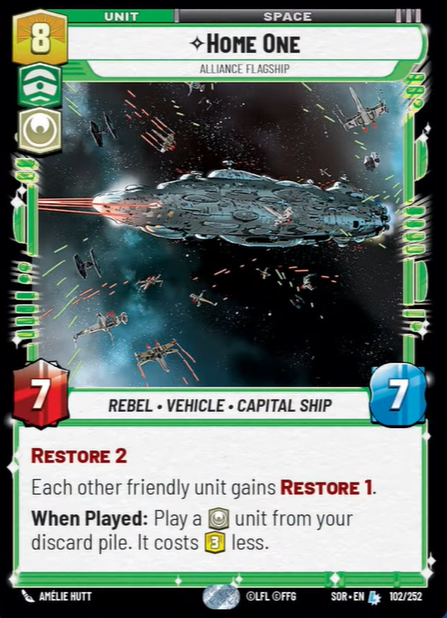 UNIT SPACE
8
✧HOME ONE
ALLIANCE FLAGSHIP
7 7
REBEL • VEHICLE • CAPITAL SHIP
RESTORE 2
Each other friendly unit gains RESTORE 1.
When Played: Play a unit from your
discard pile. It costs 3 less.
AMÉLIE HUTT ©LFL ©FFG SOR • EN L 102/252